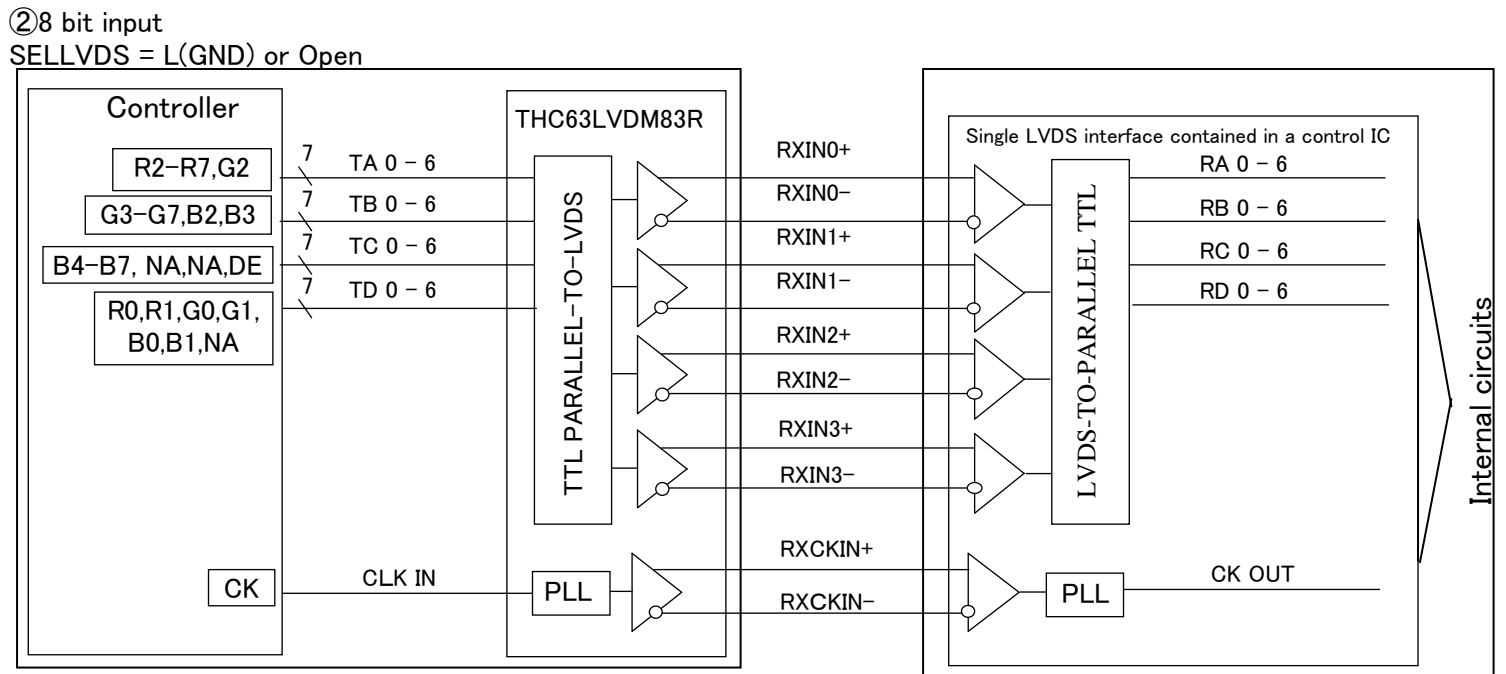 ②8 bit input
SELLVDS = L(GND) or Open
Controller
R2-R7,G2
G3-G7,B2,B3
B4-B7, NA,NA,DE
R0,R1,G0,G1,
B0,B1,NA
CK
7
TA 0 - 6
7
TB 0 - 6
7
TC 0 - 6
7
TD 0 - 6
CLK IN
THC63LVDM83R
TTL PARALLEL-TO-LVDS
PLL
RXIN0+
RXIN0-
RXIN1+
RXIN1-
RXIN2+
RXIN2-
RXIN3+
RXIN3-
RXCKIN+
RXCKIN-
Single LVDS interface contained in a control IC
LVDS-TO-PARALLEL TTL
PLL
RA 0 - 6
RB 0 - 6
RC 0 - 6
RD 0 - 6
CK OUT
Internal circuits